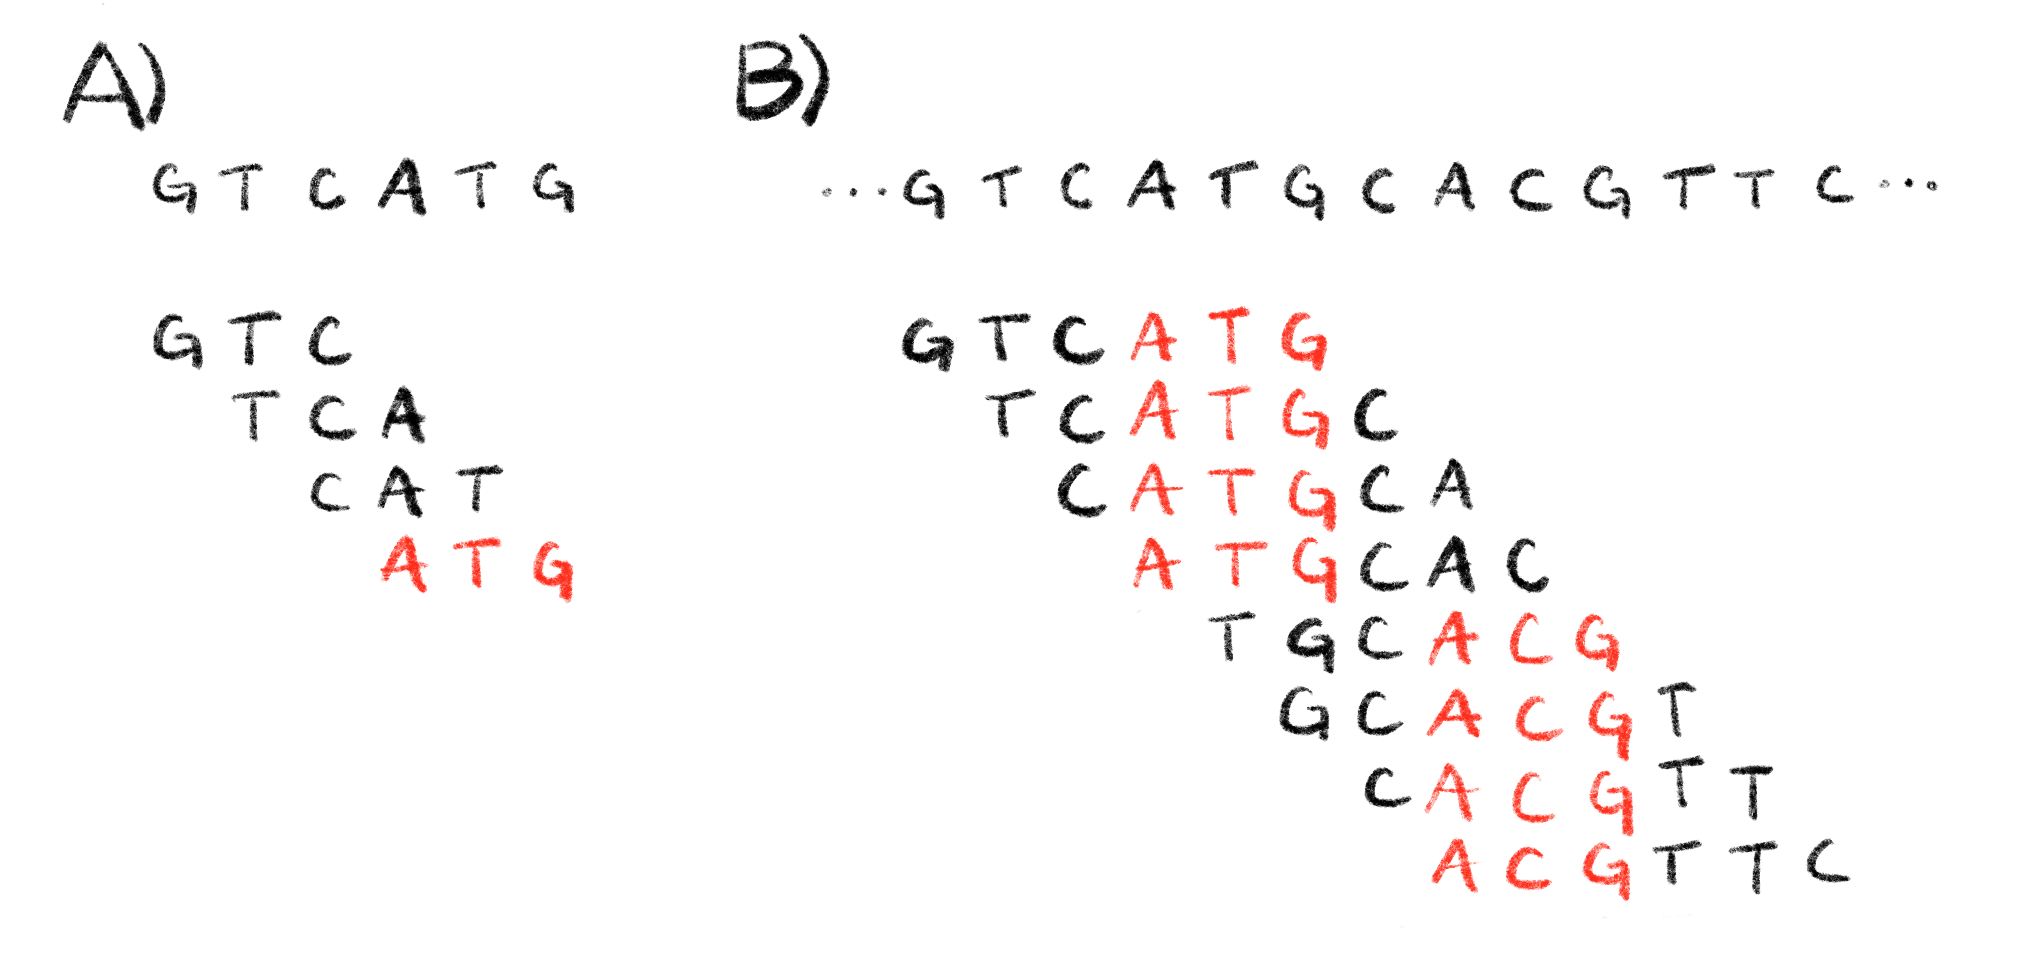 A)
G T C A T G
G T C
T C A
C A T
A T G
B)
...G T C A T G C A C G T T C...
G T C A T G
T C A T G C
C A T G C A
A T G C A C
T G C A C G
G C A C G T
C A C G T T
A C G T T C